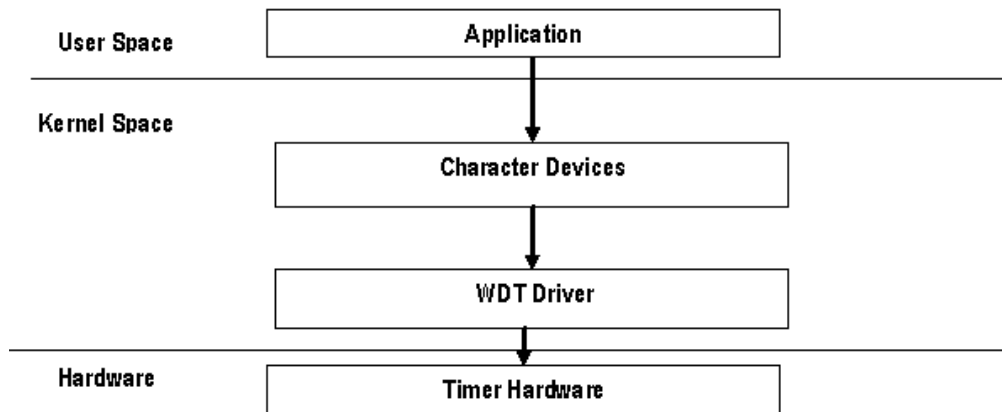 Application
User Space
Kernel Space
Character Devices
WDT Driver
Hardware
Timer Hardware